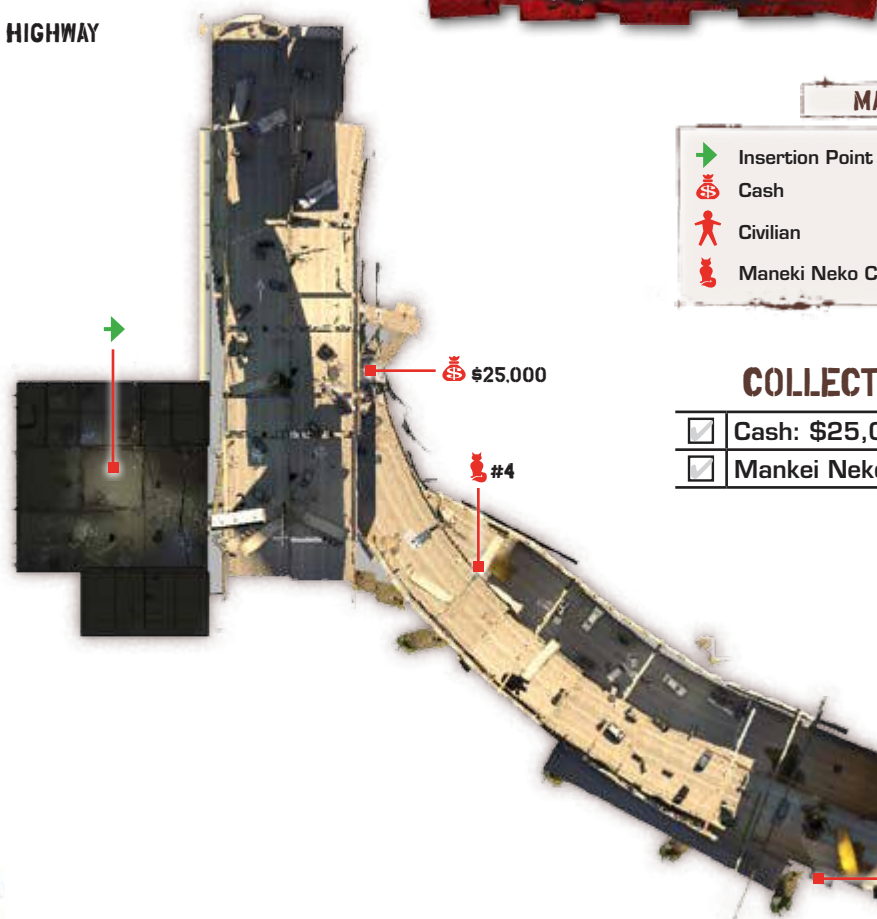 HIGHWAY
Insertion Point
Cash
Civilian
Maneki Neko C
$25,000
#4
COLLECT
Cash: $25,0
Mankei Neko